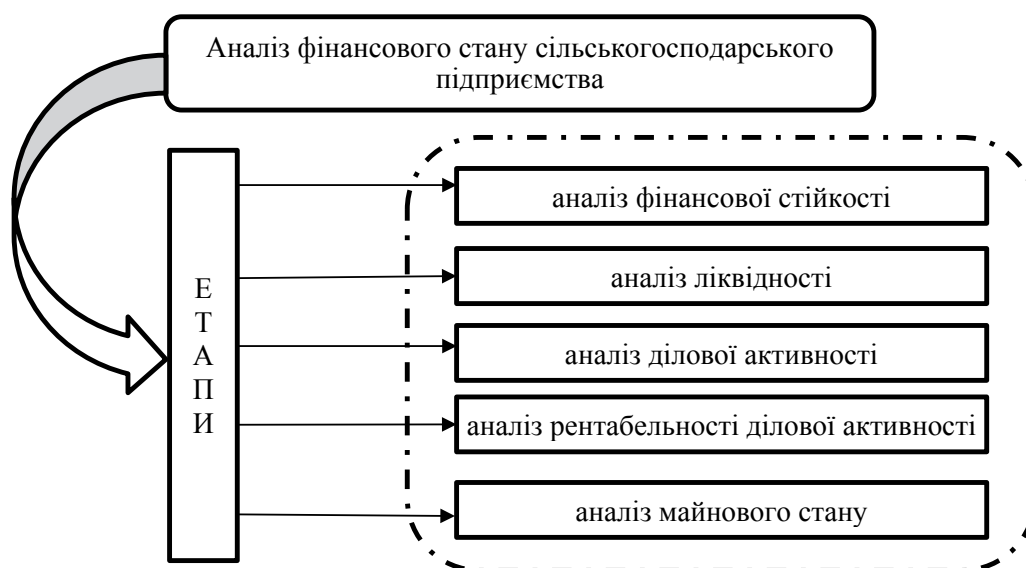 Аналіз фінансового стану сільськогосподарського
підприємства
Е
Т
А
П
И
аналіз фінансової стійкості
аналіз ліквідності
аналіз ділової активності
аналіз рентабельності ділової активності
аналіз майнового стану